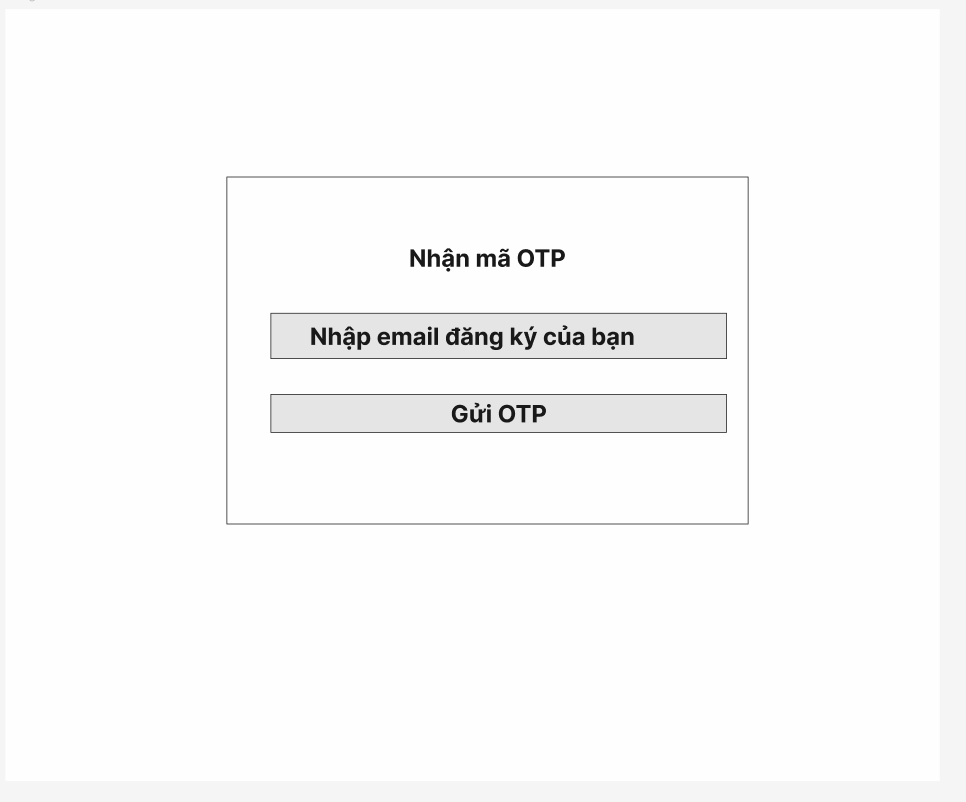 Nhận mã OTP
Nhập email đăng ký của bạn
Gửi OTP